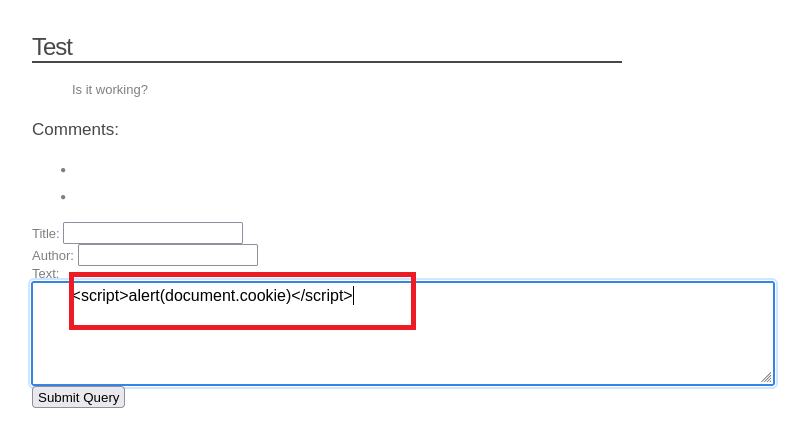 Test
Is it working?
Comments:
Title:
Author:
Text:
<script>alert(document.cookie)</script>
Submit Query